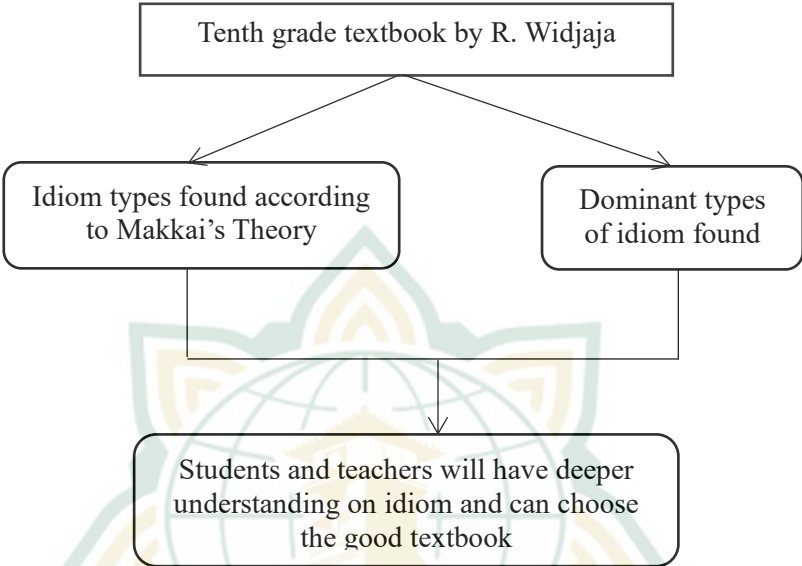 Tenth grade textbook by R. Widjaja
Idiom types found according
to Makkai’s Theory
Dominant types
of idiom found
Students and teachers will have deeper
understanding on idiom and can choose
the good textbook